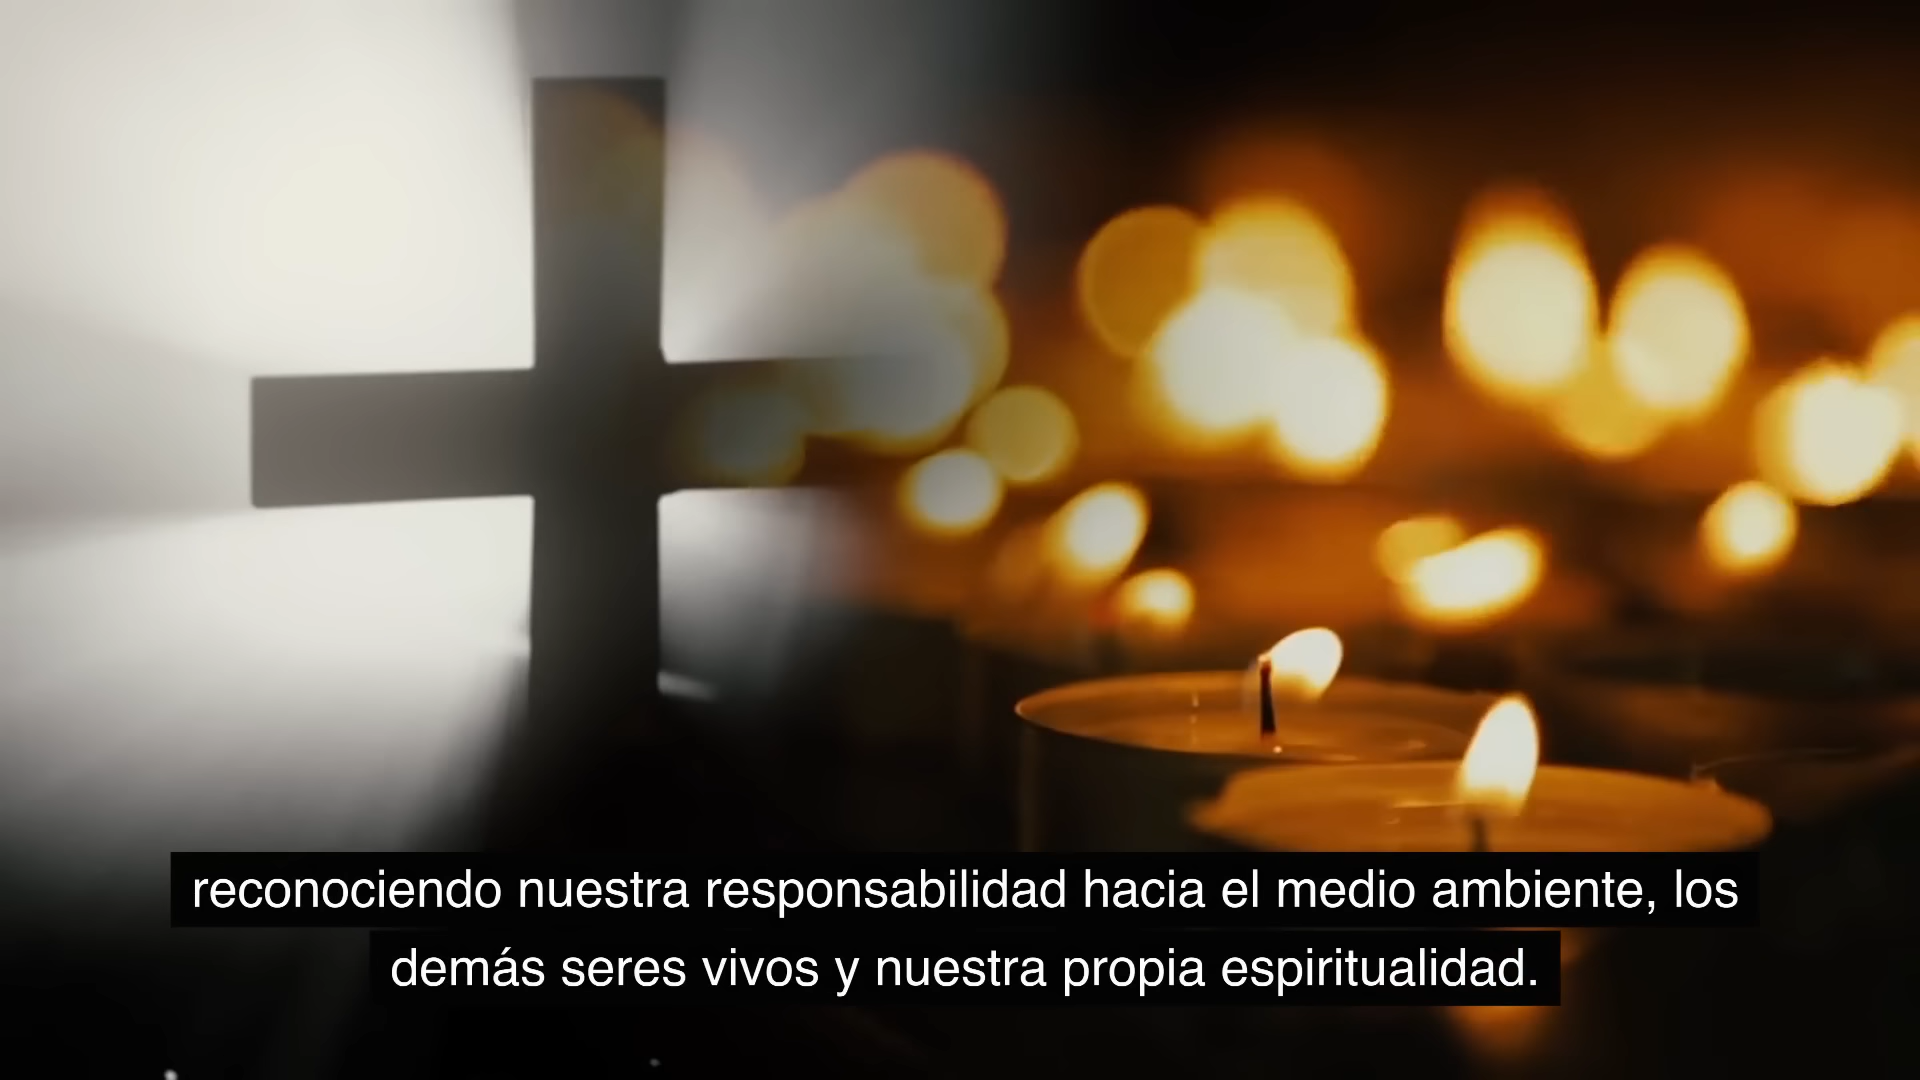 reconociendo nuestra responsabilidad hacia el medio ambiente, los
demás seres vivos y nuestra propia espiritualidad.